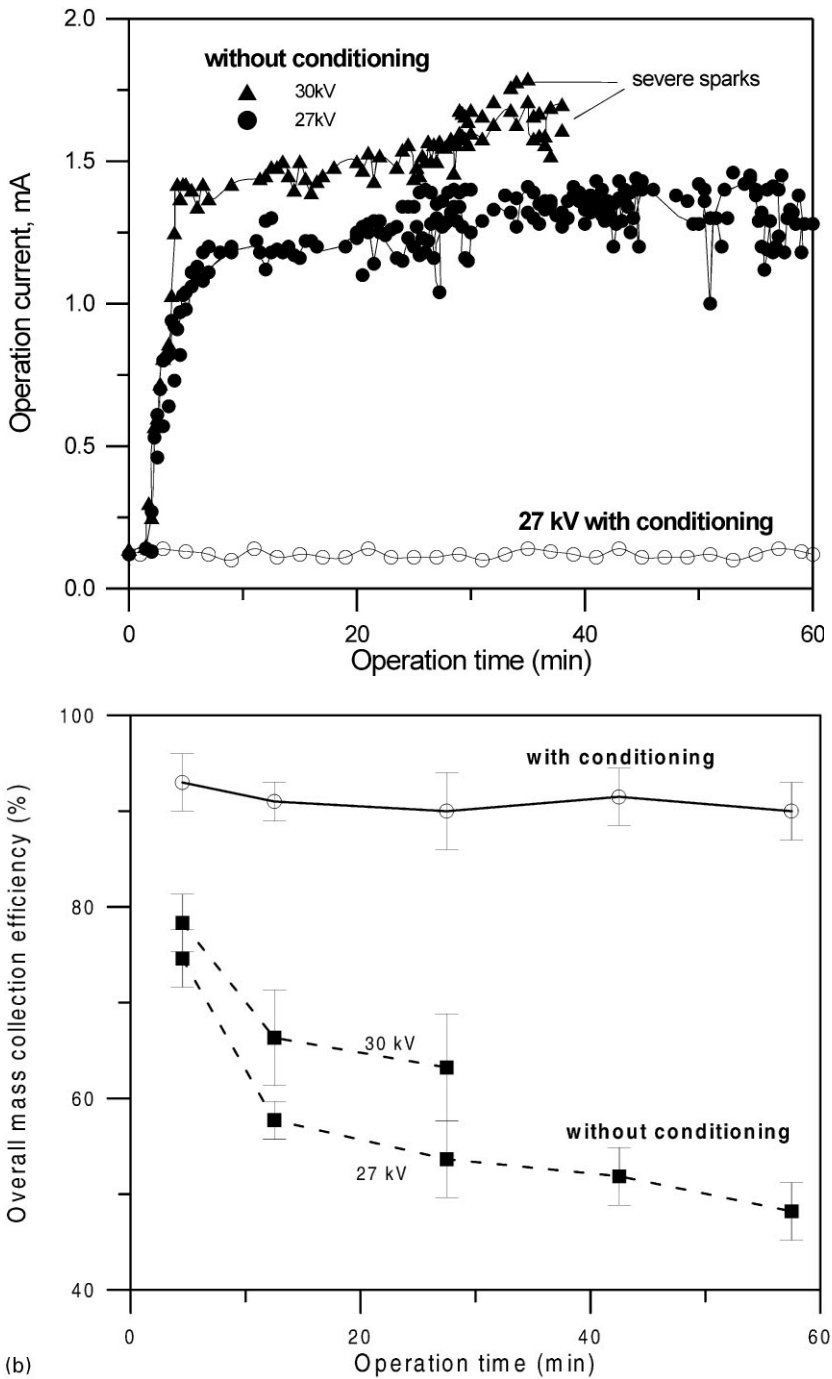 2.0
without conditioning
30kV
27kV
severe sparks
1.5
1.0
0.5
27 kV with conditioning
0.0
0
20
40
60
Operation current, mA
Operation time (min)
100
with conditioning
80
30 kV
60
without conditioning
27 kV
40
0
20
40
60
Overall mass collection efficiency (%)
(b)
Operation time (min)